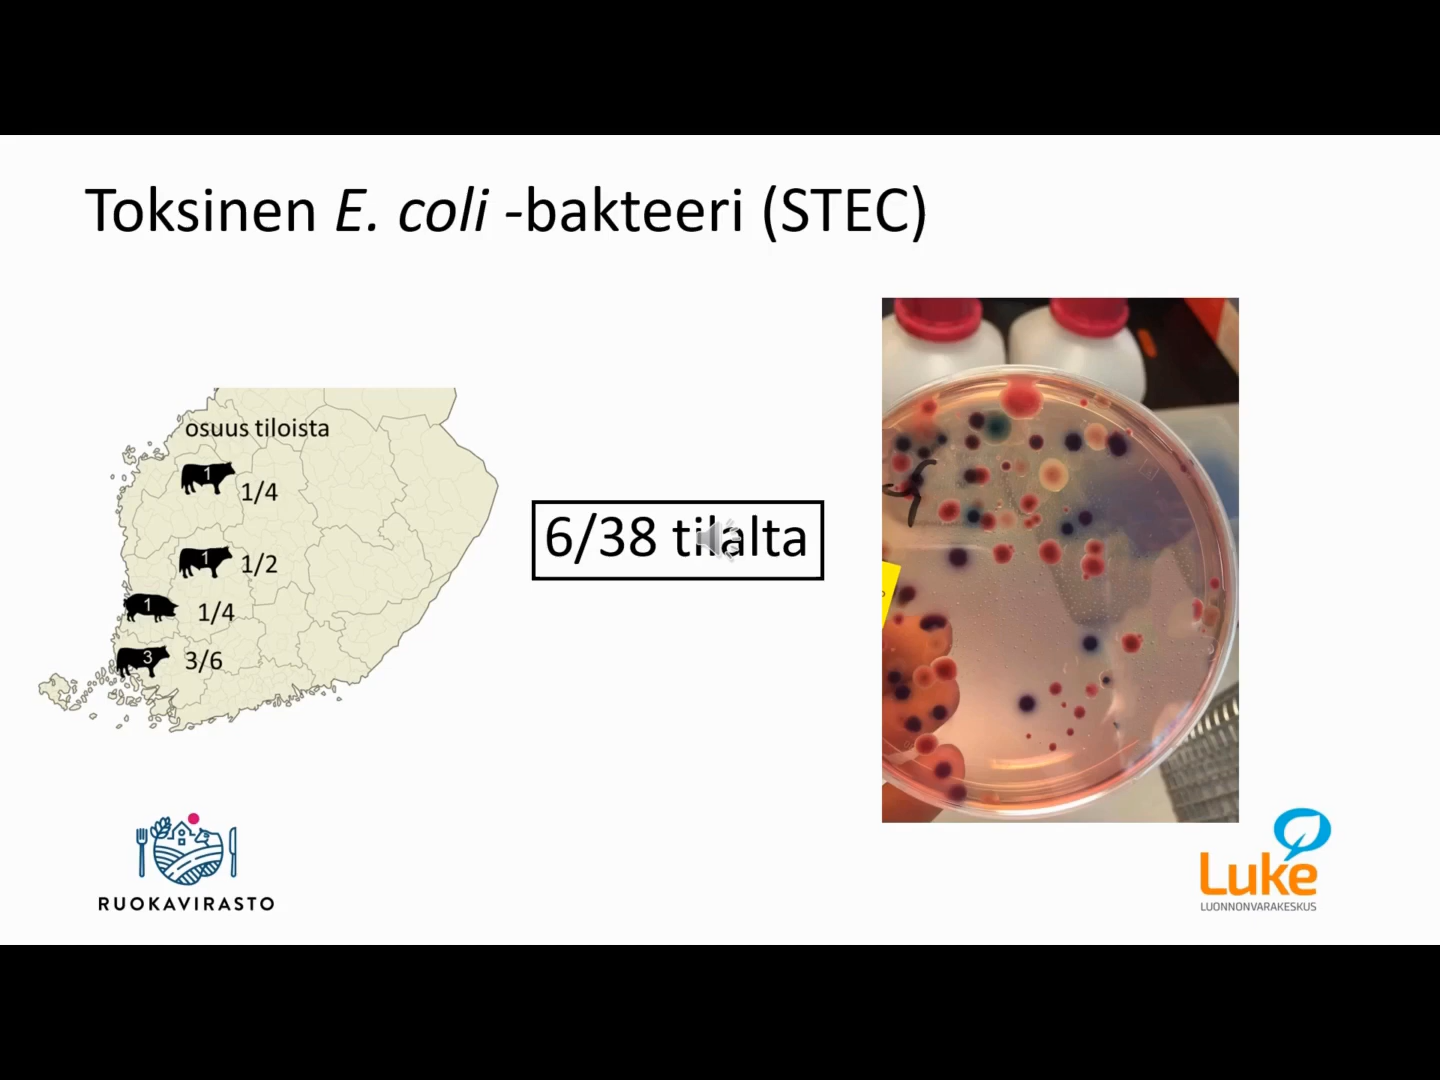 Toksinen E. coli -bakteeri (STEC)
osuus tiloista
1
1/4
1
1/2
1
1/4
3
3/6
6/38 tilalta
RUOKAVIRASTO
Luke
LUONNONVARAKESKUS